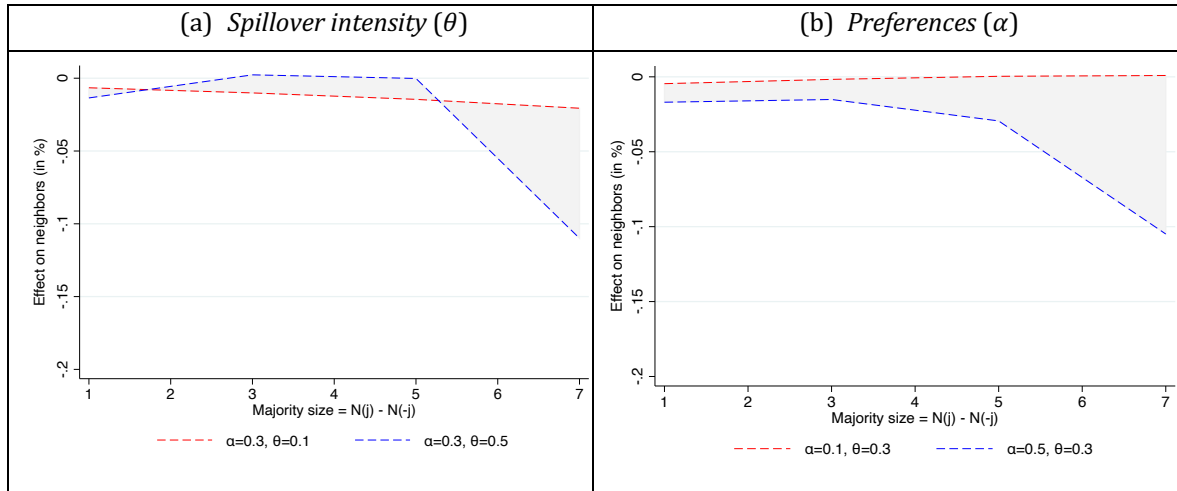 (a) Spillover intensity (θ)
(b) Preferences (α)
Effect on neighbors (in %)
0
-.05
-.1
-.15
-.2
1 2 3 4 5 6 7
Majority size = N(j) - N(-j)
α=0.3, θ=0.1 α=0.3, θ=0.5
Effect on neighbors (in %)
0
-.05
-.1
-.15
-.2
1 2 3 4 5 6 7
Majority size = N(j) - N(-j)
α=0.1, θ=0.3 α=0.5, θ=0.3